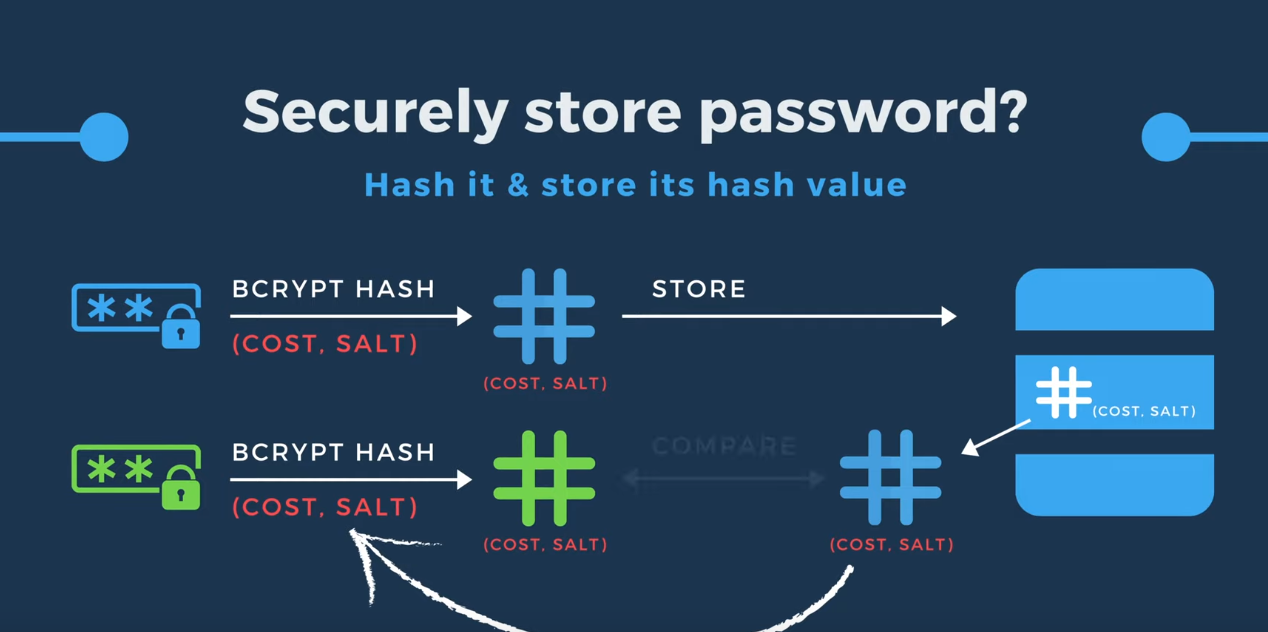 Securely store password?
Hash it & store its hash value
BCRYPT HASH
(COST, SALT)
(COST, SALT)
STORE
(COST, SALT)
BCRYPT HASH
(COST, SALT)
(COST, SALT)
COMPARE
(COST, SALT)